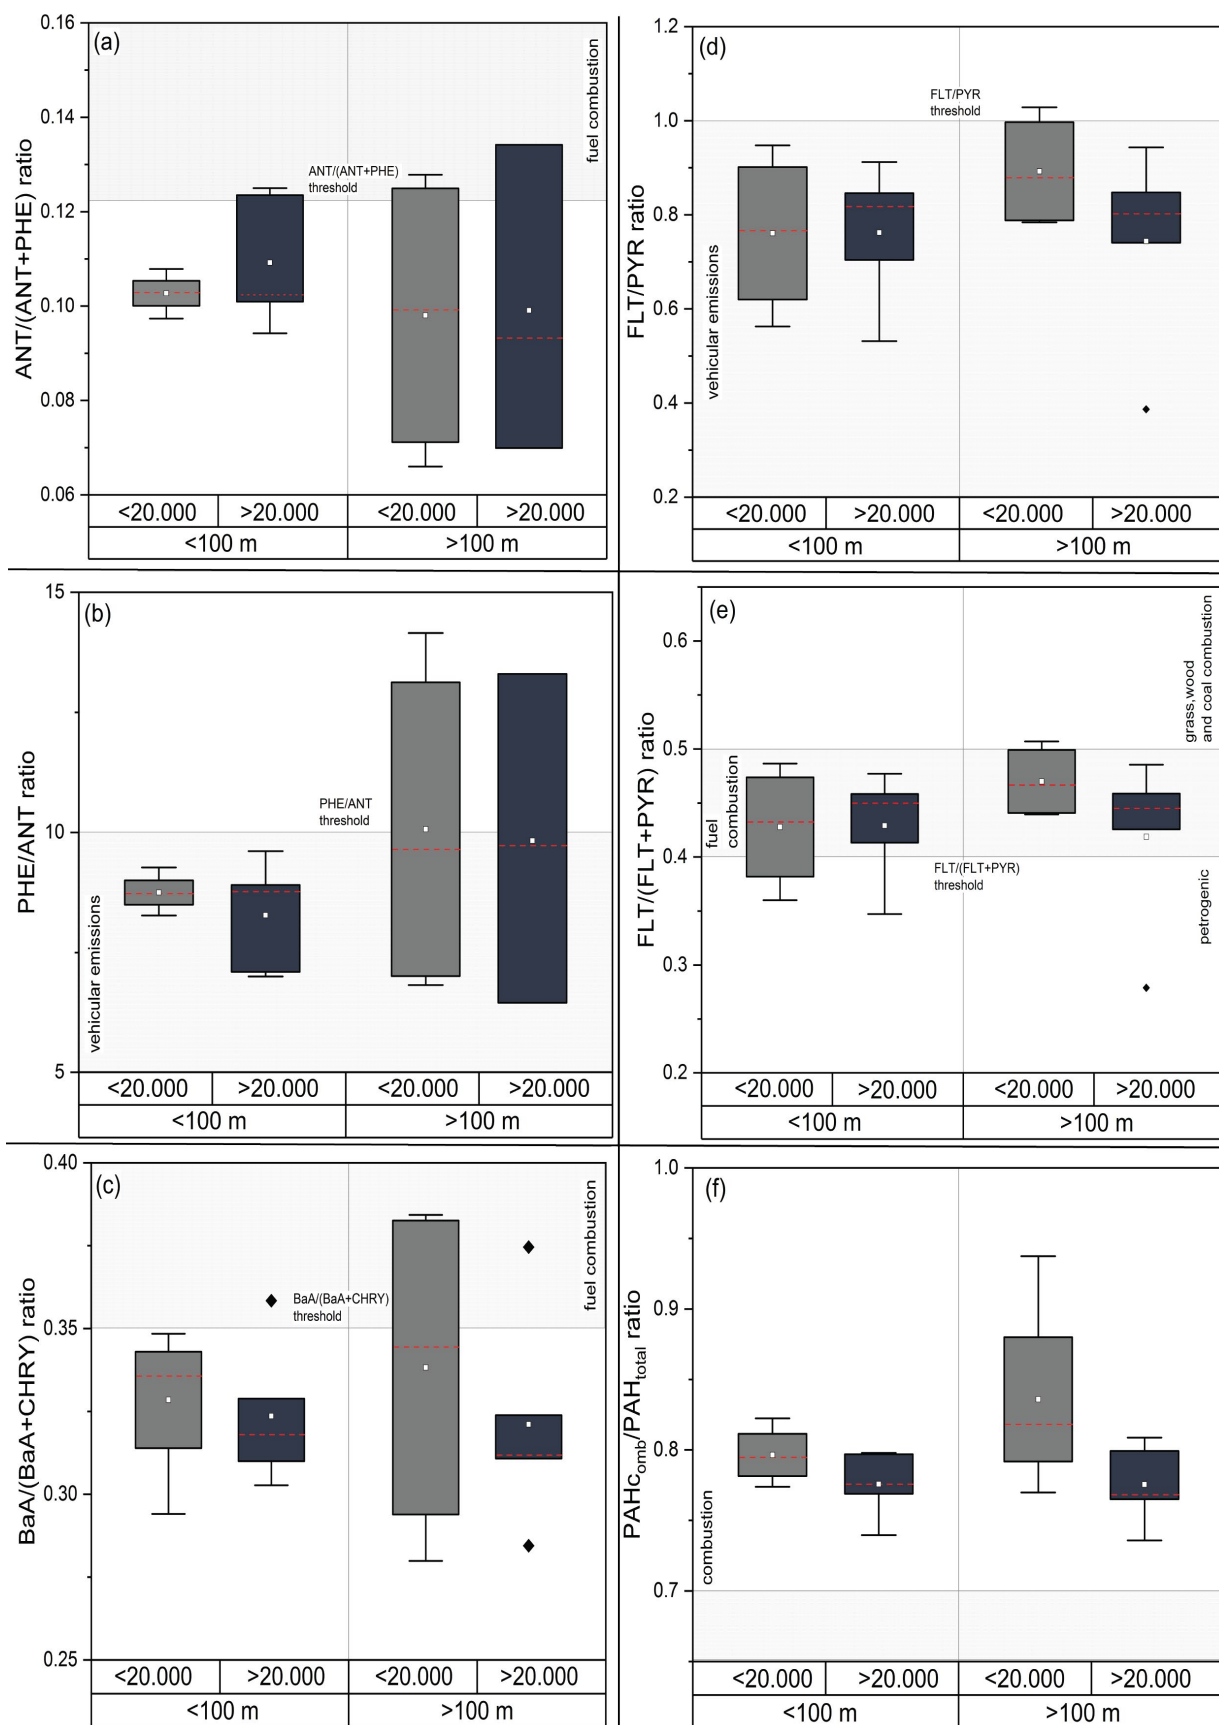 (a)
0.16
0.14
0.12
0.10
0.08
0.06
ANT/(ANT+PHE) ratio
fuel combustion
ANT/(ANT+PHE)
threshold
<20.000 >20.000 <20.000 >20.000
<100 m >100 m
(d)
1.2
1.0
0.8
0.6
0.4
0.2
FLT/PYR ratio
vehicular emissions
FLT/PYR
threshold
<20.000 >20.000 <20.000 >20.000
<100 m >100 m
(b)
15
10
5
PHE/ANT ratio
vehicular emissions
PHE/ANT
threshold
<20.000 >20.000 <20.000 >20.000
<100 m >100 m
(e)
0.6
0.5
0.4
0.3
0.2
FLT/(FLT+PYR) ratio
fuel
combustion
grass,wood
and coal combustion
FLT/(FLT+PYR)
threshold
petrogenic
<20.000 >20.000 <20.000 >20.000
<100 m >100 m
(c)
0.40
0.35
0.30
0.25
BaA/(BaA+CHRY) ratio
fuel combustion
BaA/(BaA+CHRY)
threshold
<20.000 >20.000 <20.000 >20.000
<100 m >100 m
(f)
1.0
0.9
0.8
0.7
PAHcomb/PAHtotal ratio
combustion
<20.000 >20.000 <20.000 >20.000
<100 m >100 m